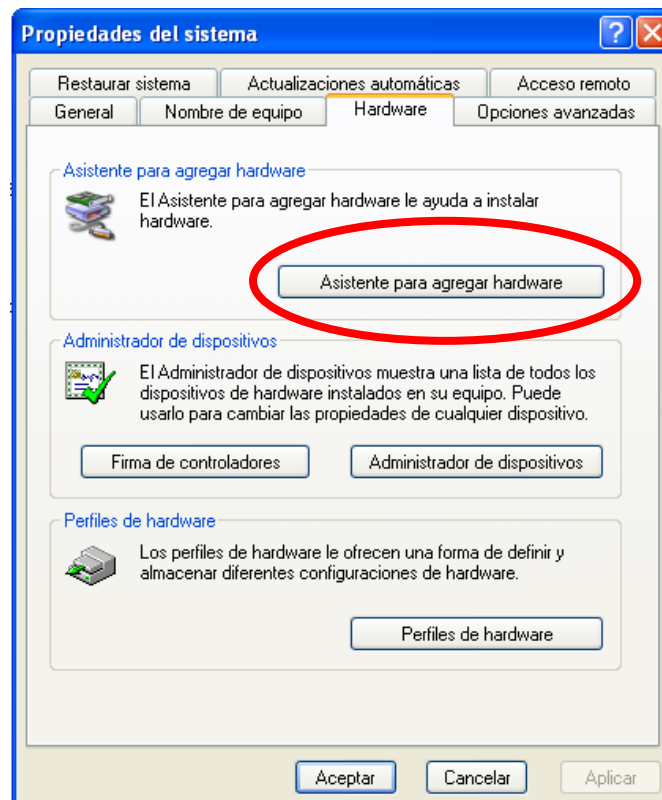 Propiedades del sistema
Restaurar sistema Actualizaciones automáticas Acceso remoto
General Nombre de equipo Hardware Opciones avanzadas
Asistente para agregar hardware
El Asistente para agregar hardware le ayuda a instalar
hardware.
Asistente para agregar hardware
Administrador de dispositivos
El Administrador de dispositivos muestra una lista de todos los
dispositivos de hardware instalados en su equipo. Puede
usarlo para cambiar las propiedades de cualquier dispositivo.
Firma de controladores Administrador de dispositivos
Perfiles de hardware
Los perfiles de hardware le ofrecen una forma de definir y
almacenar diferentes configuraciones de hardware.
Perfiles de hardware
Aceptar Cancelar Aplicar